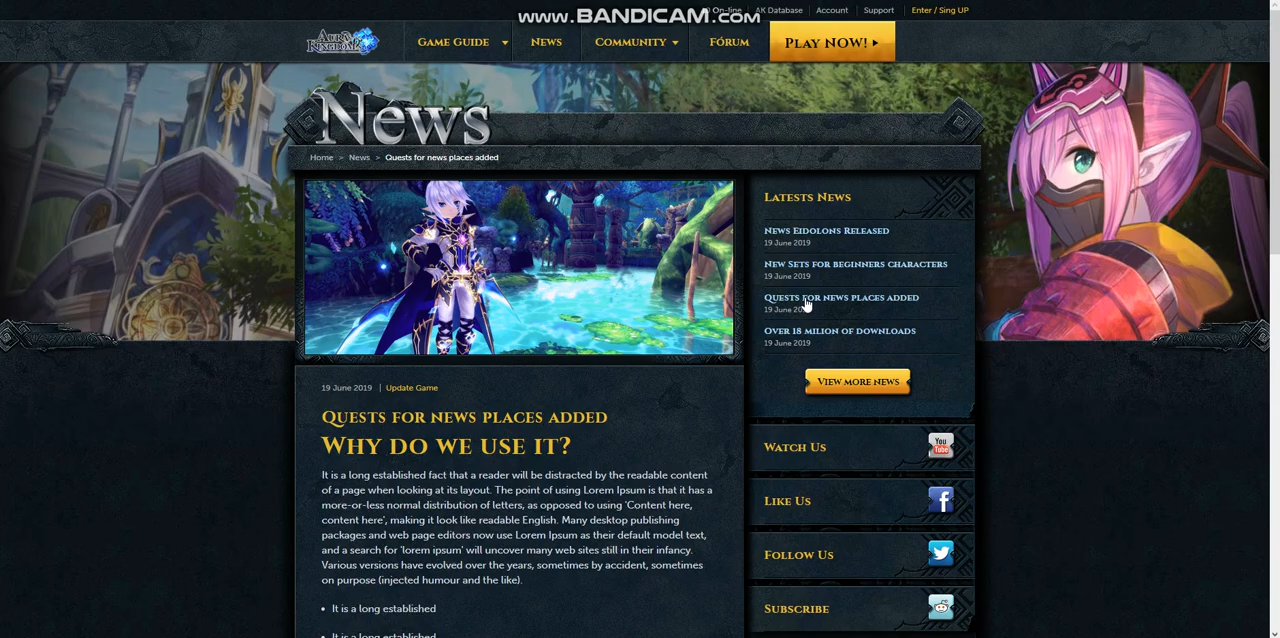 www.BANDICAM.com
On-line
AK Database
Account
Support
Enter / Sing UP
Aura Kingdom
Game Guide
News
Community
Fórum
Play NOW!
News
Home > News > Quests for news places added
19 June 2019 | Update Game
Quests for news places added
Why do we use it?
It is a long established fact that a reader will be distracted by the readable content
of a page when looking at its layout. The point of using Lorem Ipsum is that it has a
more-or-less normal distribution of letters, as opposed to using 'Content here,
content here', making it look like readable English. Many desktop publishing
packages and web page editors now use Lorem Ipsum as their default model text,
and a search for 'lorem ipsum' will uncover many web sites still in their infancy.
Various versions have evolved over the years, sometimes by accident, sometimes
on purpose (injected humour and the like).
• It is a long established
• It is a long established
Latests News
News Eidolons Released
19 June 2019
New Sets for beginners characters
19 June 2019
Quests for news places added
19 June 20
Over 18 milion of downloads
19 June 2019
View more news
Watch Us
You Tube
Like Us
Follow Us
Subscribe